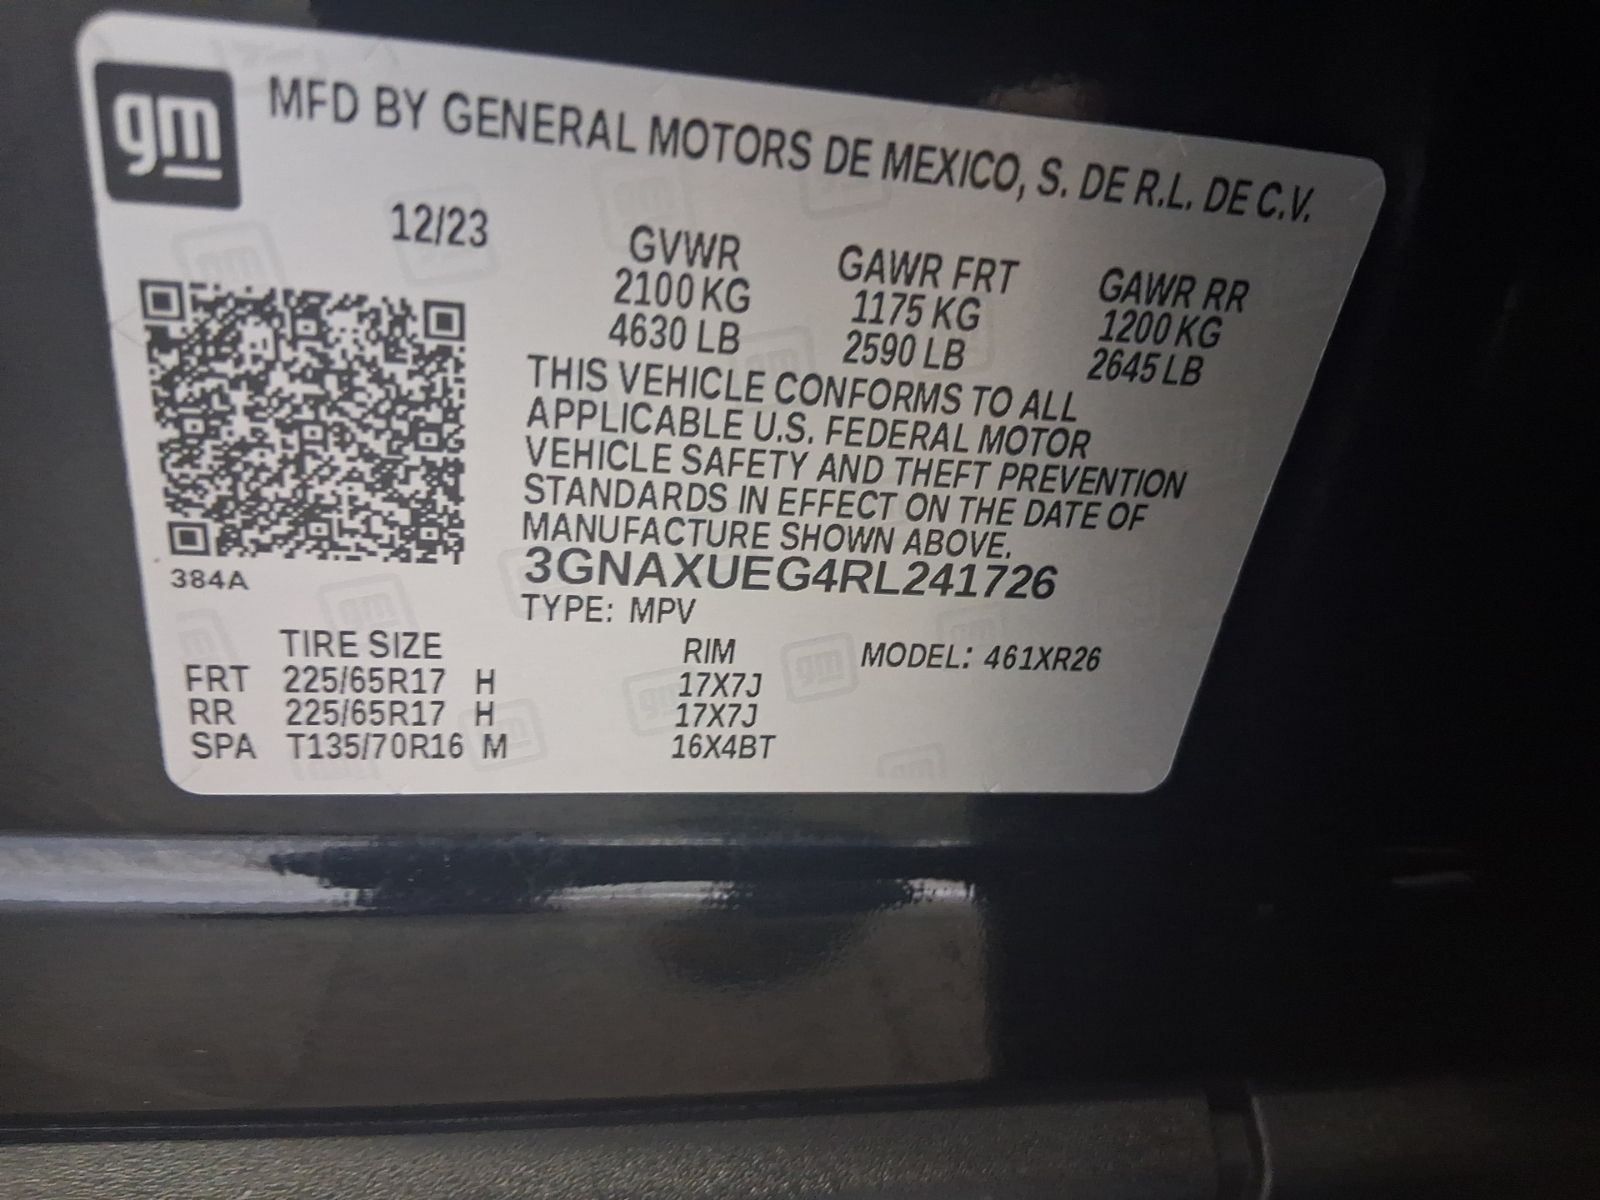 gm
MFD BY GENERAL MOTORS DE MEXICO, S. DE R.L. DE C.V.
12/23
GVWR GAWR FRT GAWR RR
2100 KG 1175 KG 1200 KG
4630 LB 2590 LB 2645 LB
THIS VEHICLE CONFORMS TO ALL
APPLICABLE U.S. FEDERAL MOTOR
VEHICLE SAFETY AND THEFT PREVENTION
STANDARDS IN EFFECT ON THE DATE OF
MANUFACTURE SHOWN ABOVE.
384A
3GNAXUEG4RL241726
TYPE: MPV
TIRE SIZE RIM MODEL: 461XR26
FRT 225/65R17 H 17X7J
RR 225/65R17 H 17X7J
SPA T135/70R16 M 16X4BT